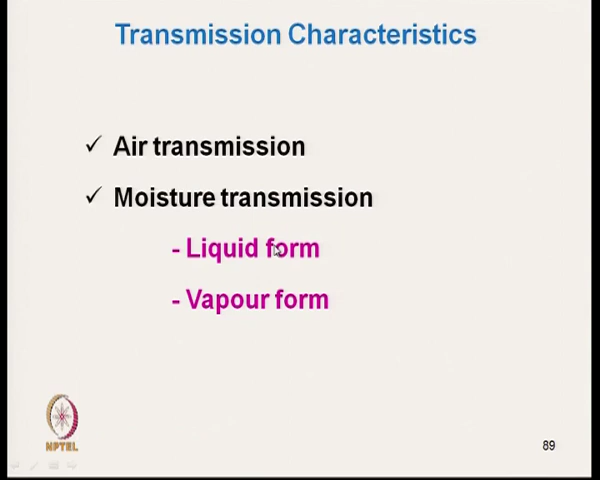 Transmission Characteristics
✓ Air transmission
✓ Moisture transmission
- Liquid form
- Vapour form
NPTEL
89